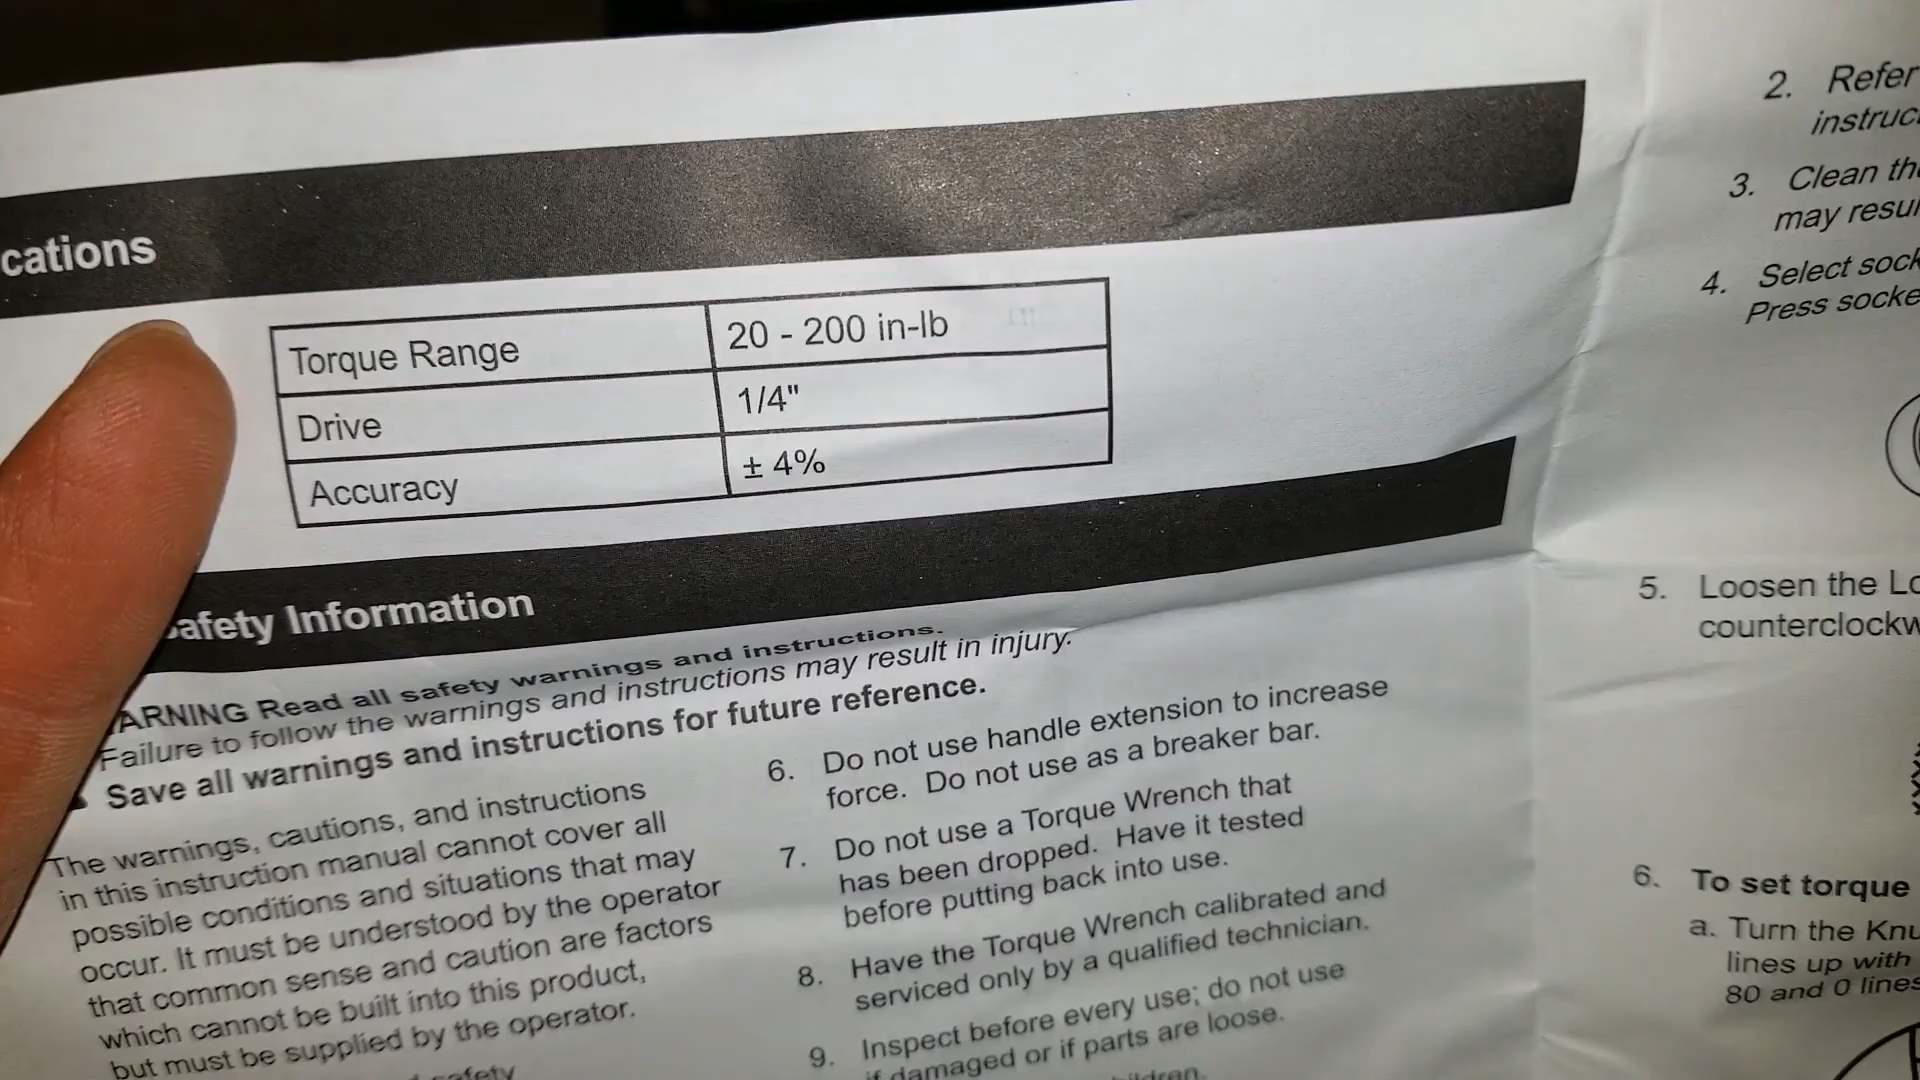 cations
Torque Range 20 - 200 in-lb
Drive 1/4"
Accuracy ± 4%
afety Information
ARNING Read all safety warnings and instructions.
Failure to follow the warnings and instructions may result in injury.
Save all warnings and instructions for future reference.
The warnings, cautions, and instructions
in this instruction manual cannot cover all
possible conditions and situations that may
occur. It must be understood by the operator
that common sense and caution are factors
which cannot be built into this product,
but must be supplied by the operator.
safety
6. Do not use handle extension to increase
force. Do not use as a breaker bar.
7. Do not use a Torque Wrench that
has been dropped. Have it tested
before putting back into use.
8. Have the Torque Wrench calibrated and
serviced only by a qualified technician.
9. Inspect before every use; do not use
if damaged or if parts are loose.
2. Refer
instruc
3. Clean the
may resul
4. Select sock
Press socke
5. Loosen the Lo
counterclockw
6. To set torque
a. Turn the Knu
lines up with
80 and 0 lines